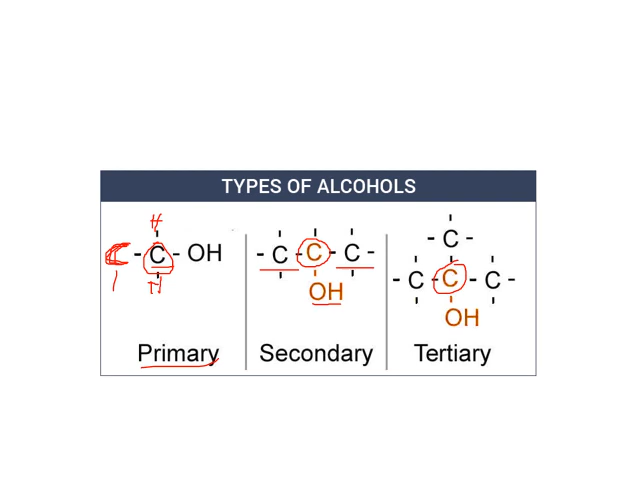 TYPES OF ALCOHOLS
H
C - C - OH
H
Primary
- C - C - C -
OH
Secondary
- C -
- C - C - C -
OH
Tertiary